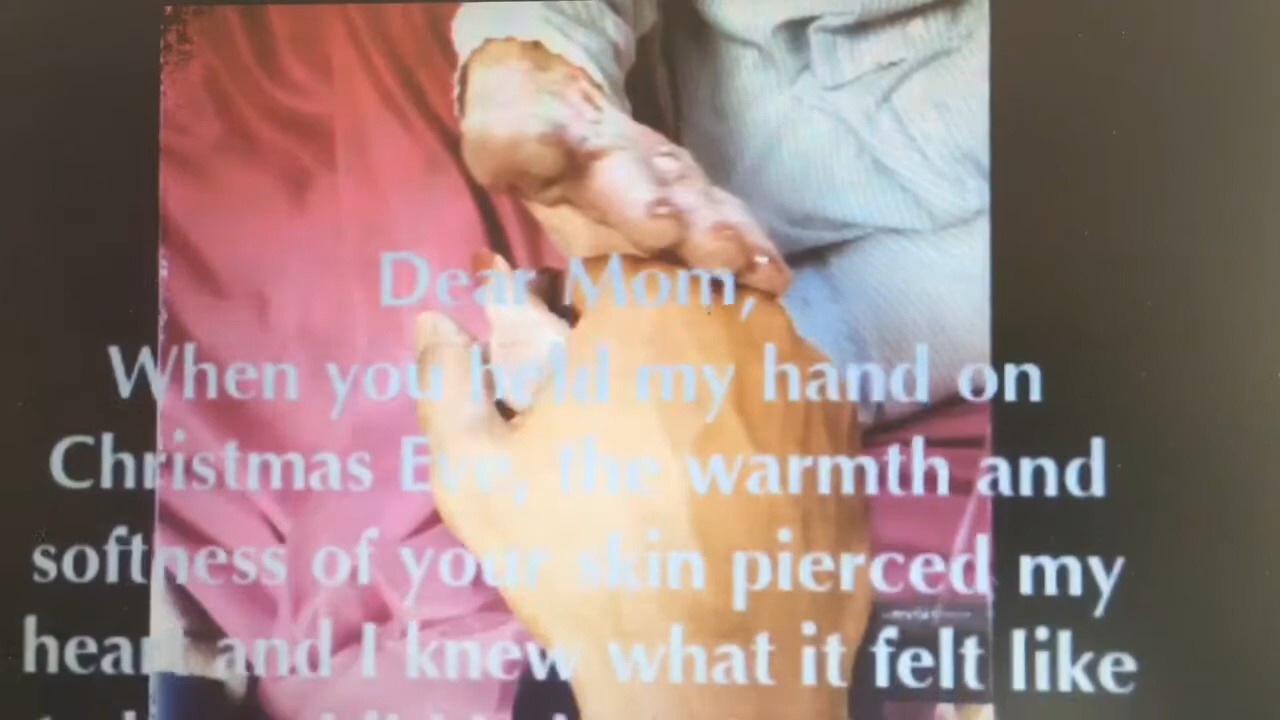 Dear Mom,
When you held my hand on
Christmas Eve, the warmth and
softness of your skin pierced my
heart and I knew what it felt like